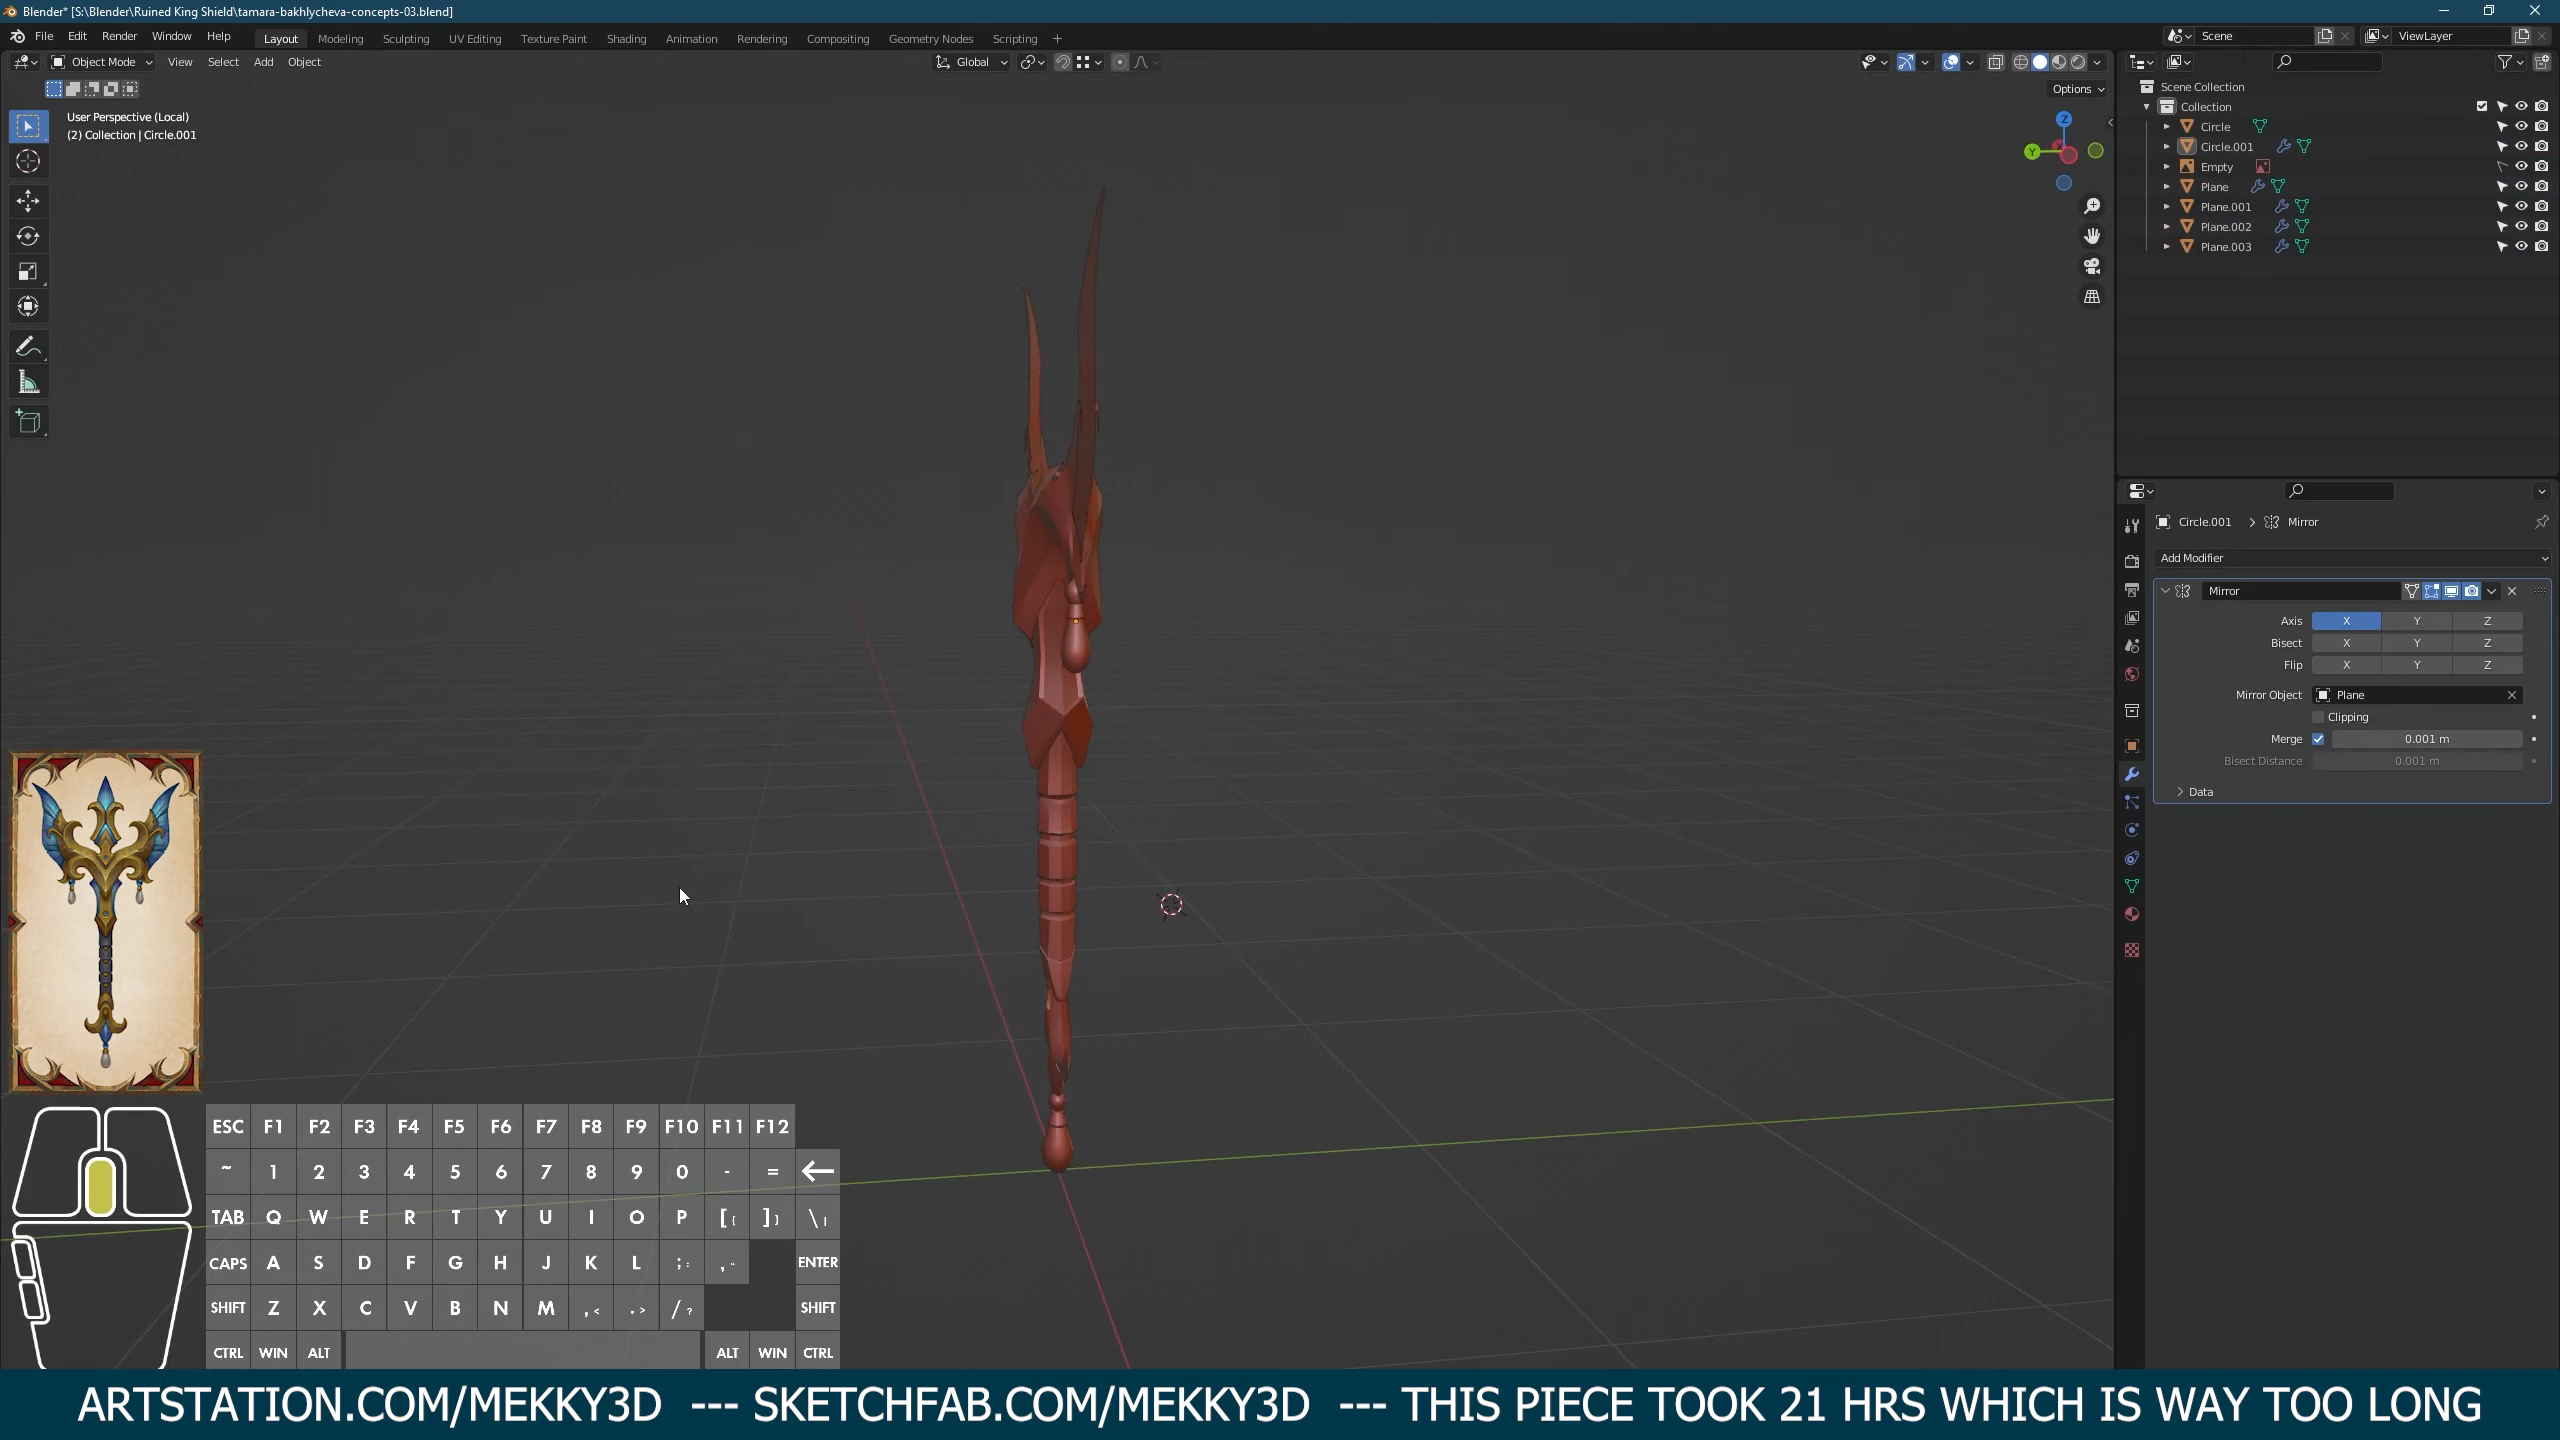 Blender* [S:\Blender\Ruined King Shield\tamara-bakhlycheva-concepts-03.blend]
File Edit Render Window Help Layout Modeling Sculpting UV Editing Texture Paint Shading Animation Rendering Compositing Geometry Nodes Scripting + Scene ViewLayer
Object Mode View Select Add Object Global
Options
User Perspective (Local)
(2) Collection | Circle.001
Z
Y
Scene Collection
Collection
Circle
Circle.001
Empty
Plane
Plane.001
Plane.002
Plane.003
Circle.001 > Mirror
Add Modifier
Mirror
Axis X Y Z
Bisect X Y Z
Flip X Y Z
Mirror Object Plane
Clipping
Merge 0.001 m
Bisect Distance 0.001 m
Data
ESC F1 F2 F3 F4 F5 F6 F7 F8 F9 F10 F11 F12
~ 1 2 3 4 5 6 7 8 9 0 - =
TAB Q W E R T Y U I O P [ { ] } \ |
CAPS A S D F G H J K L ; : , " ENTER
SHIFT Z X C V B N M , < . > / ? SHIFT
CTRL WIN ALT ALT WIN CTRL
ARTSTATION.COM/MEKKY3D --- SKETCHFAB.COM/MEKKY3D --- THIS PIECE TOOK 21 HRS WHICH IS WAY TOO LONG